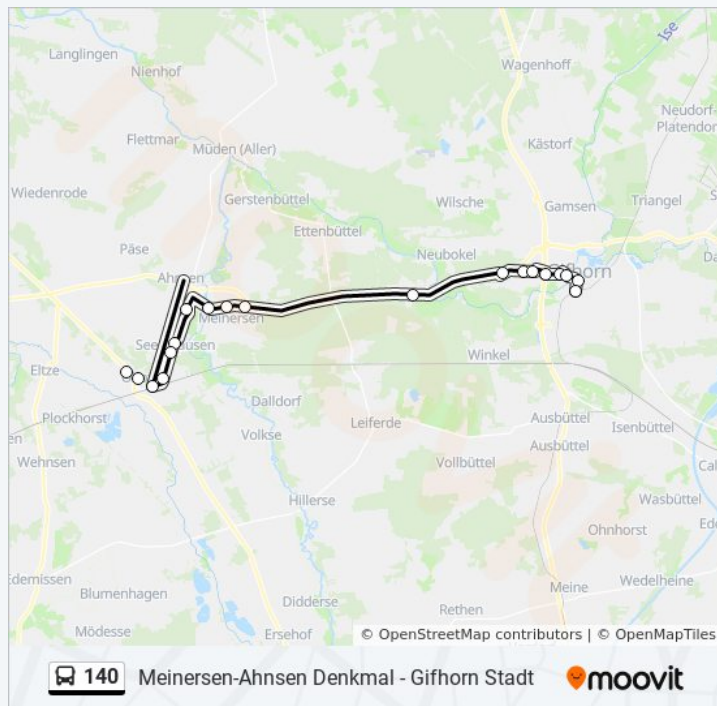 Langlingen
Nienhof
Wagenhoff
Ise
Neudorf-
Platendorf
Flettmar
Müden (Aller)
Kästorf
Wiedenrode
Gerstenbüttel
Wilsche
Gamsen
Triangel
Ettenbüttel
Päse
Neubokel
Ahnsen
Gifhorn
Meinersen
Eltze
Winkel
Plockhorst
Dalldorf
Volkse
Leiferde
Ausbüttel
Isenbüttel
Ausbüttel
Wehnsen
Vollbüttel
Hillerse
Wasbüttel
Ohnhorst
Edemissen
Blumenhagen
Didderse
Meine
Wedelheine
Mödesse
Ersehof
Rethen
© OpenStreetMap contributors | © OpenMapTiles
140 Meinersen-Ahnsen Denkmal - Gifhorn Stadt moovit